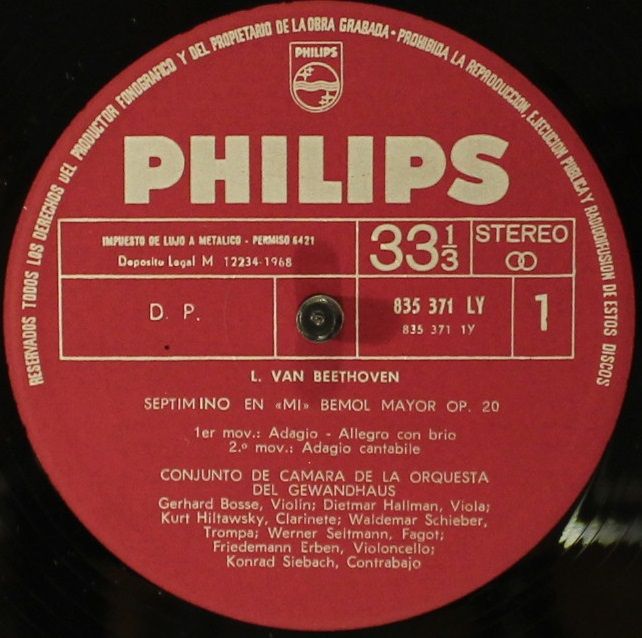 RESERVADOS TODOS LOS DERECHOS DEL PRODUCTOR FONOGRAFICO Y DEL PROPIETARIO DE LA OBRA GRABADA - PROHIBIDA LA REPRODUCCION, EJECUCION PUBLICA Y RADIODIFUSION DE ESTOS DISCOS
PHILIPS
PHILIPS
IMPUESTO DE LUJO A METALICO - PERMISO 6421
Deposito Legal M 12234-1968
33 1/3
STEREO
D. P.
835 371 LY
835 371 1Y
1
L. VAN BEETHOVEN
SEPTIMINO EN «MI» BEMOL MAYOR OP. 20
1er mov.: Adagio - Allegro con brio
2.º mov.: Adagio cantabile
CONJUNTO DE CAMARA DE LA ORQUESTA
DEL GEWANDHAUS
Gerhard Bosse, Violin; Dietmar Hallman, Viola;
Kurt Hiltawsky, Clarinete; Waldemar Schieber,
Trompa; Werner Seltmann, Fagot;
Friedemann Erben, Violoncello;
Konrad Siebach, Contrabajo